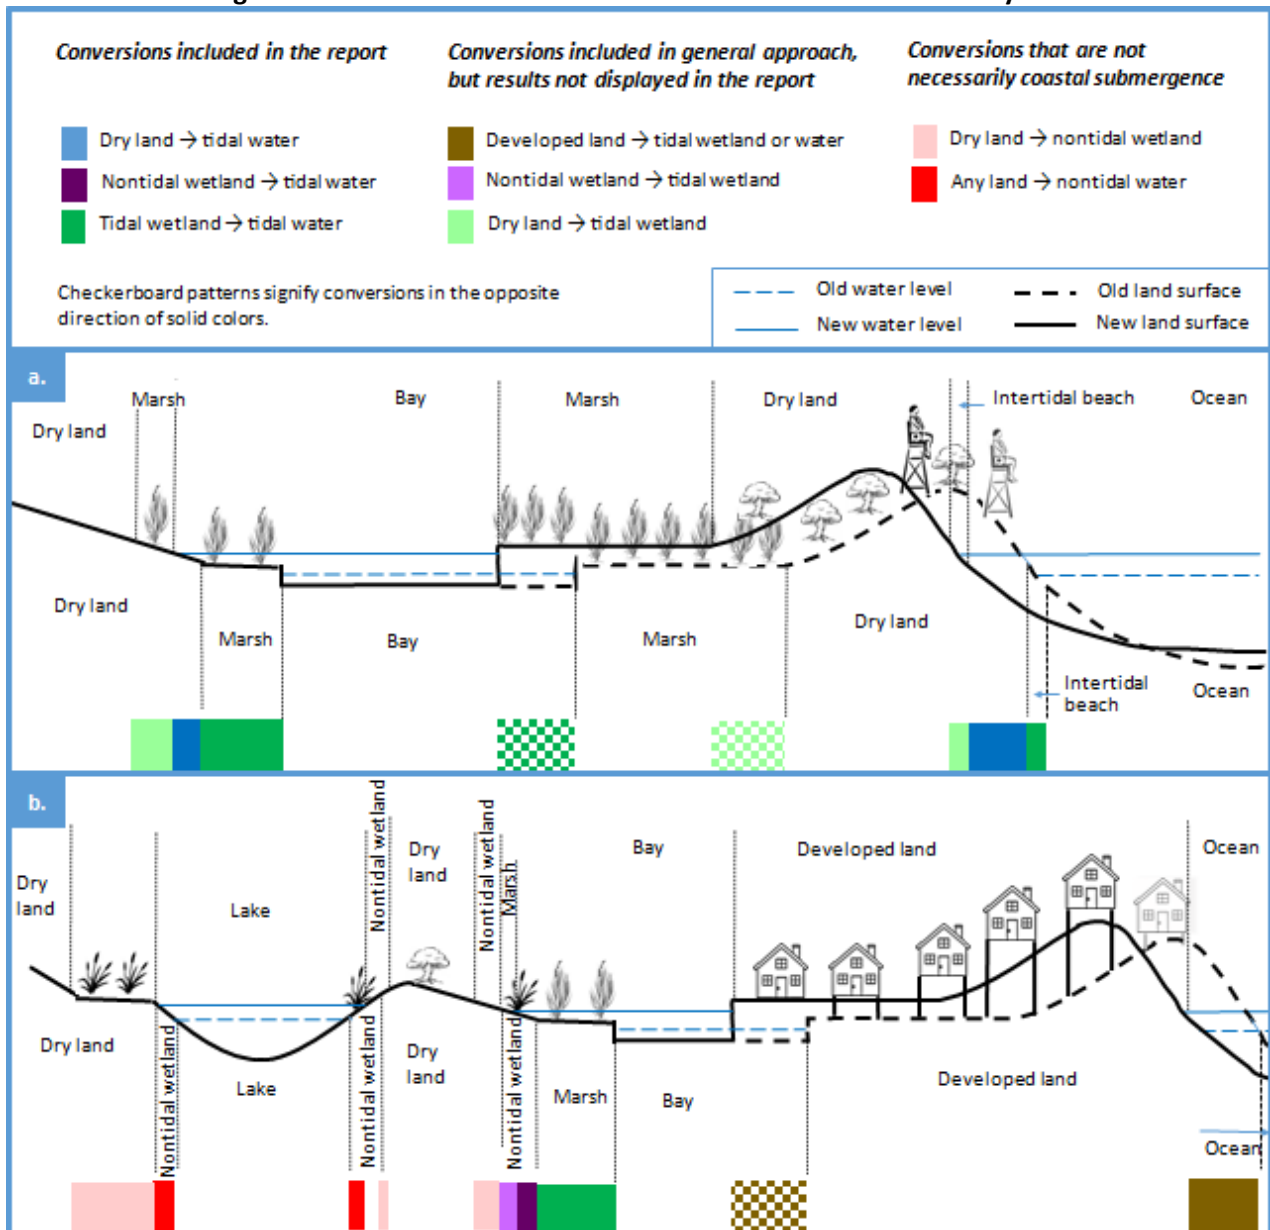 Conversions included in the report
Conversions included in general approach,
but results not displayed in the report
Conversions that are not
necessarily coastal submergence
Dry land → tidal water
Nontidal wetland → tidal water
Tidal wetland → tidal water
Developed land → tidal wetland or water
Nontidal wetland → tidal wetland
Dry land → tidal wetland
Dry land → nontidal wetland
Any land → nontidal water
Checkerboard patterns signify conversions in the opposite
direction of solid colors.
Old water level
New water level
Old land surface
New land surface
a.
Dry land
Marsh
Bay
Marsh
Dry land
Intertidal beach
Ocean
Dry land
Marsh
Bay
Marsh
Dry land
Intertidal
beach
Ocean
b.
Dry
land
Lake
Nontidal wetland
Dry
land
Nontidal wetland
Marsh
Bay
Developed land
Ocean
Dry land
Nontidal wetland
Lake
Nontidal wetland
Dry
land
Nontidal wetland
Marsh
Bay
Developed land
Ocean